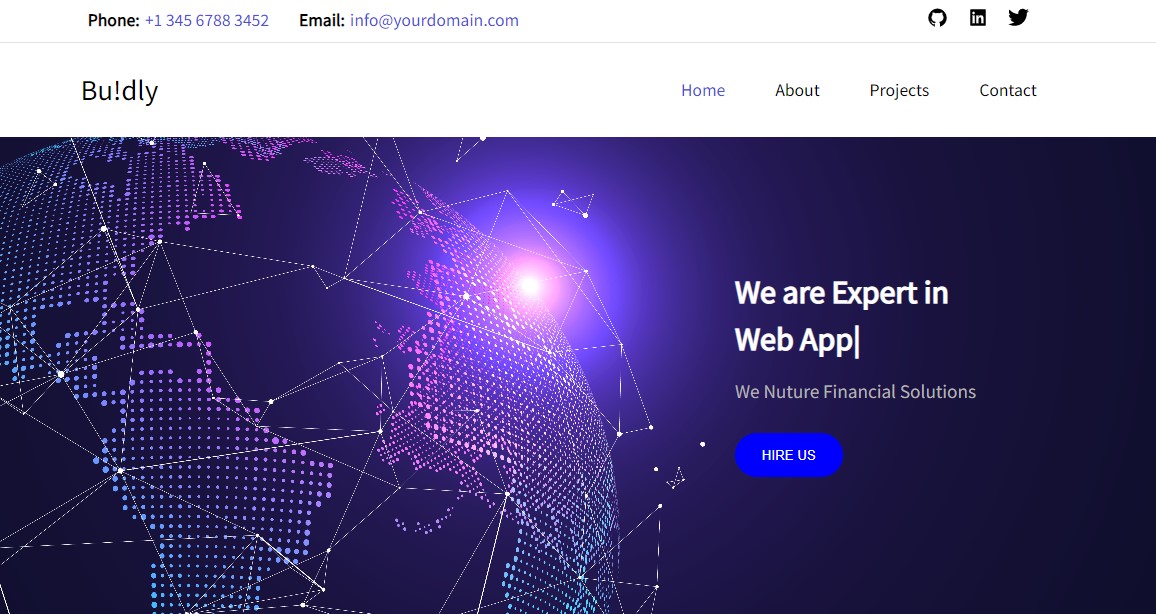 Phone: +1 345 6788 3452 Email: info@yourdomain.com
Bu!dly
Home About Projects Contact
We are Expert in
Web App|
We Nuture Financial Solutions
HIRE US